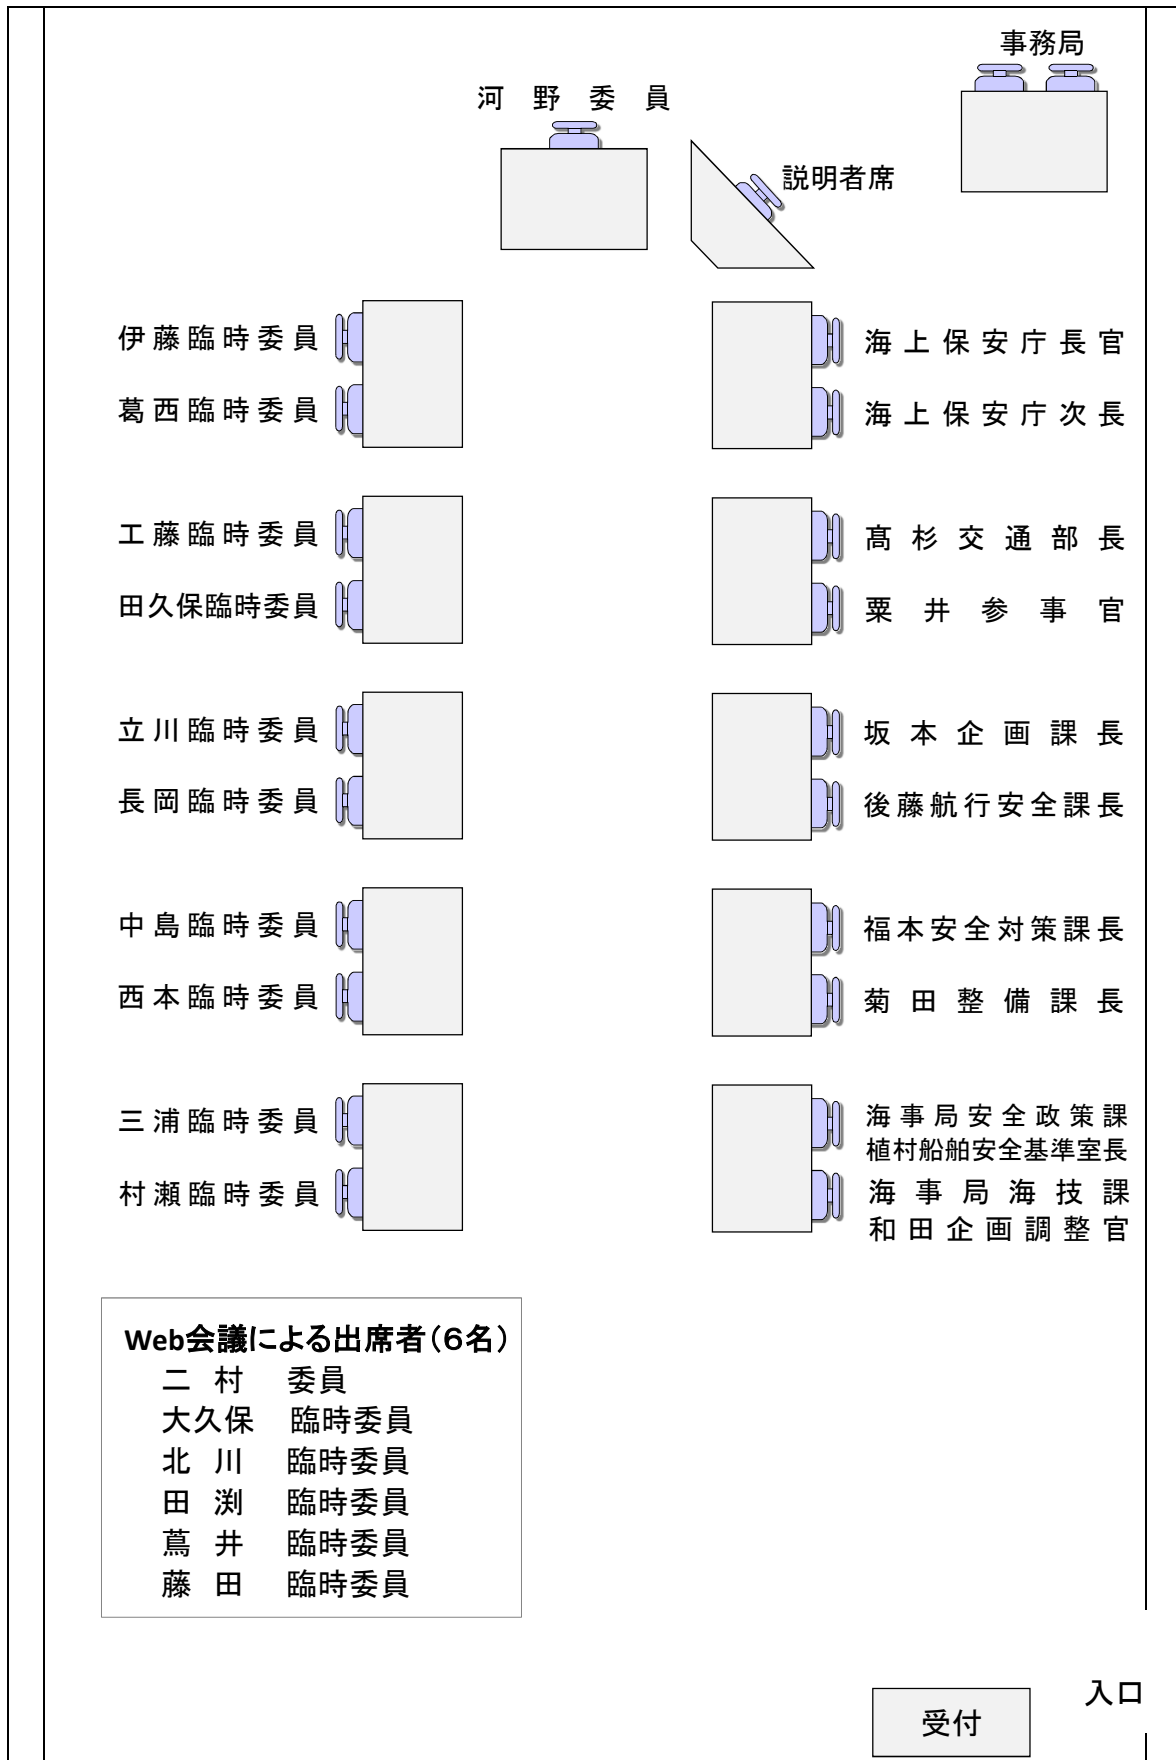 事務局
河野委員
説明者席
伊藤臨時委員
葛西臨時委員
工藤臨時委員
田久保臨時委員
立川臨時委員
長岡臨時委員
中島臨時委員
西本臨時委員
三浦臨時委員
村瀬臨時委員
海上保安庁長官
海上保安庁次長
髙杉交通部長
粟井参事官
坂本企画課長
後藤航行安全課長
福本安全対策課長
菊田整備課長
海事局安全政策課
植村船舶安全基準室長
海事局海技課
和田企画調整官
Web会議による出席者(6名)
二村 委員
大久保 臨時委員
北川 臨時委員
田渕 臨時委員
蔦井 臨時委員
藤田 臨時委員
入口
受付